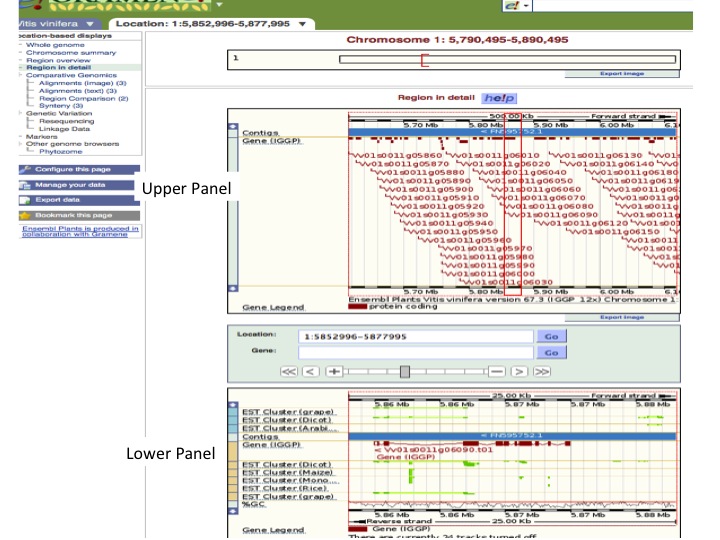 Vitis vinifera ▼ Location: 1:5,852,996-5,877,995 ▼
Location-based displays
Whole genome
Chromosome summary
Region overview
Region in detail
Comparative Genomics
Alignments (image) (3)
Alignments (text) (3)
Region Comparison (2)
Synteny (3)
Genetic Variation
Resequencing
Linkage Data
Markers
Other genome browsers
Phytozome
Configure this page
Manage your data
Export data
Bookmark this page
Ensembl Plants is produced in
collaboration with Gramene
Chromosome 1: 5,790,495-5,890,495
1
Export image
Upper Panel
Region in detail help
500.00 Kb Forward strand
5.70 Mb 5.80 Mb 5.90 Mb 6.00 Mb
Contigs < FN595752.1
Gene (IGGP)
Vv01s0011g05860 Vv01s0011g06010 Vv01s0011g06130
Vv01s0011g05870 Vv01s0011g06020 Vv01s0011g06140
Vv01s0011g05880 Vv01s0011g06040
Vv01s0011g05890 Vv01s0011g06050
Vv01s0011g05900 Vv01s0011g06060
Vv01s0011g05910 Vv01s0011g06070
Vv01s0011g05920 Vv01s0011g06080
Vv01s0011g05930 Vv01s0011g06090
Vv01s0011g05940 Vv01s0011g06120 Vv01s0011g06150
Vv01s0011g05950
Vv01s0011g05960
Vv01s0011g05970
Vv01s0011g05980
Vv01s0011g05990
Vv01s0011g06000
Vv01s0011g06030
5.70 Mb 5.80 Mb 5.90 Mb 6.00 Mb
Ensembl Plants Vitis vinifera version 67.3 (IGGP 12x) Chromosome 1
Gene Legend protein coding
Export image
Location: 1:5852996-5877995 Go
Gene: Go
<< < + − > >>
Lower Panel
25.00 Kb Forward strand
5.86 Mb 5.86 Mb 5.87 Mb 5.87 Mb 5.88 Mb
EST Cluster (grape)
EST Cluster (Dicot)
EST Cluster (Arabi...
Contigs < FN595752.1
Gene (IGGP)
< Vv01s0011g06090.t01
Gene (IGGP)
EST Cluster (Dicot)
EST Cluster (Maize)
EST Cluster (Mono...
EST Cluster (Rice)
EST Cluster (grape)
%GC
5.86 Mb 5.86 Mb 5.87 Mb 5.87 Mb 5.88 Mb
Reverse strand 25.00 Kb
Gene Legend Gene (IGGP)
There are currently 24 tracks turned off